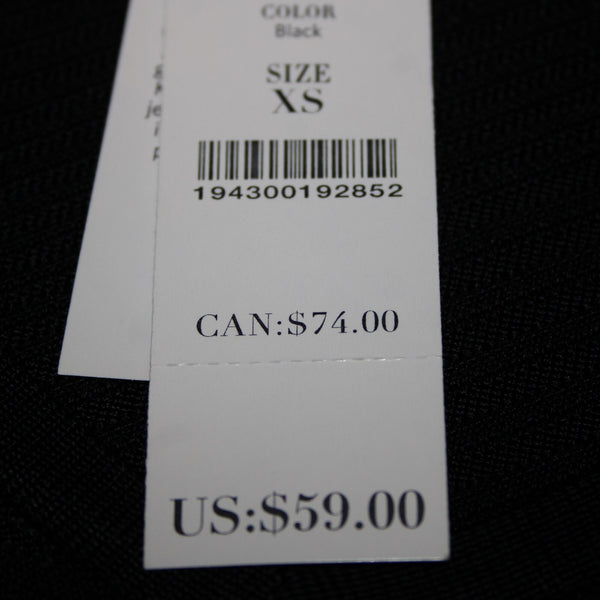 COLOR
Black
SIZE
XS
194300192852
CAN:$74.00
US:$59.00